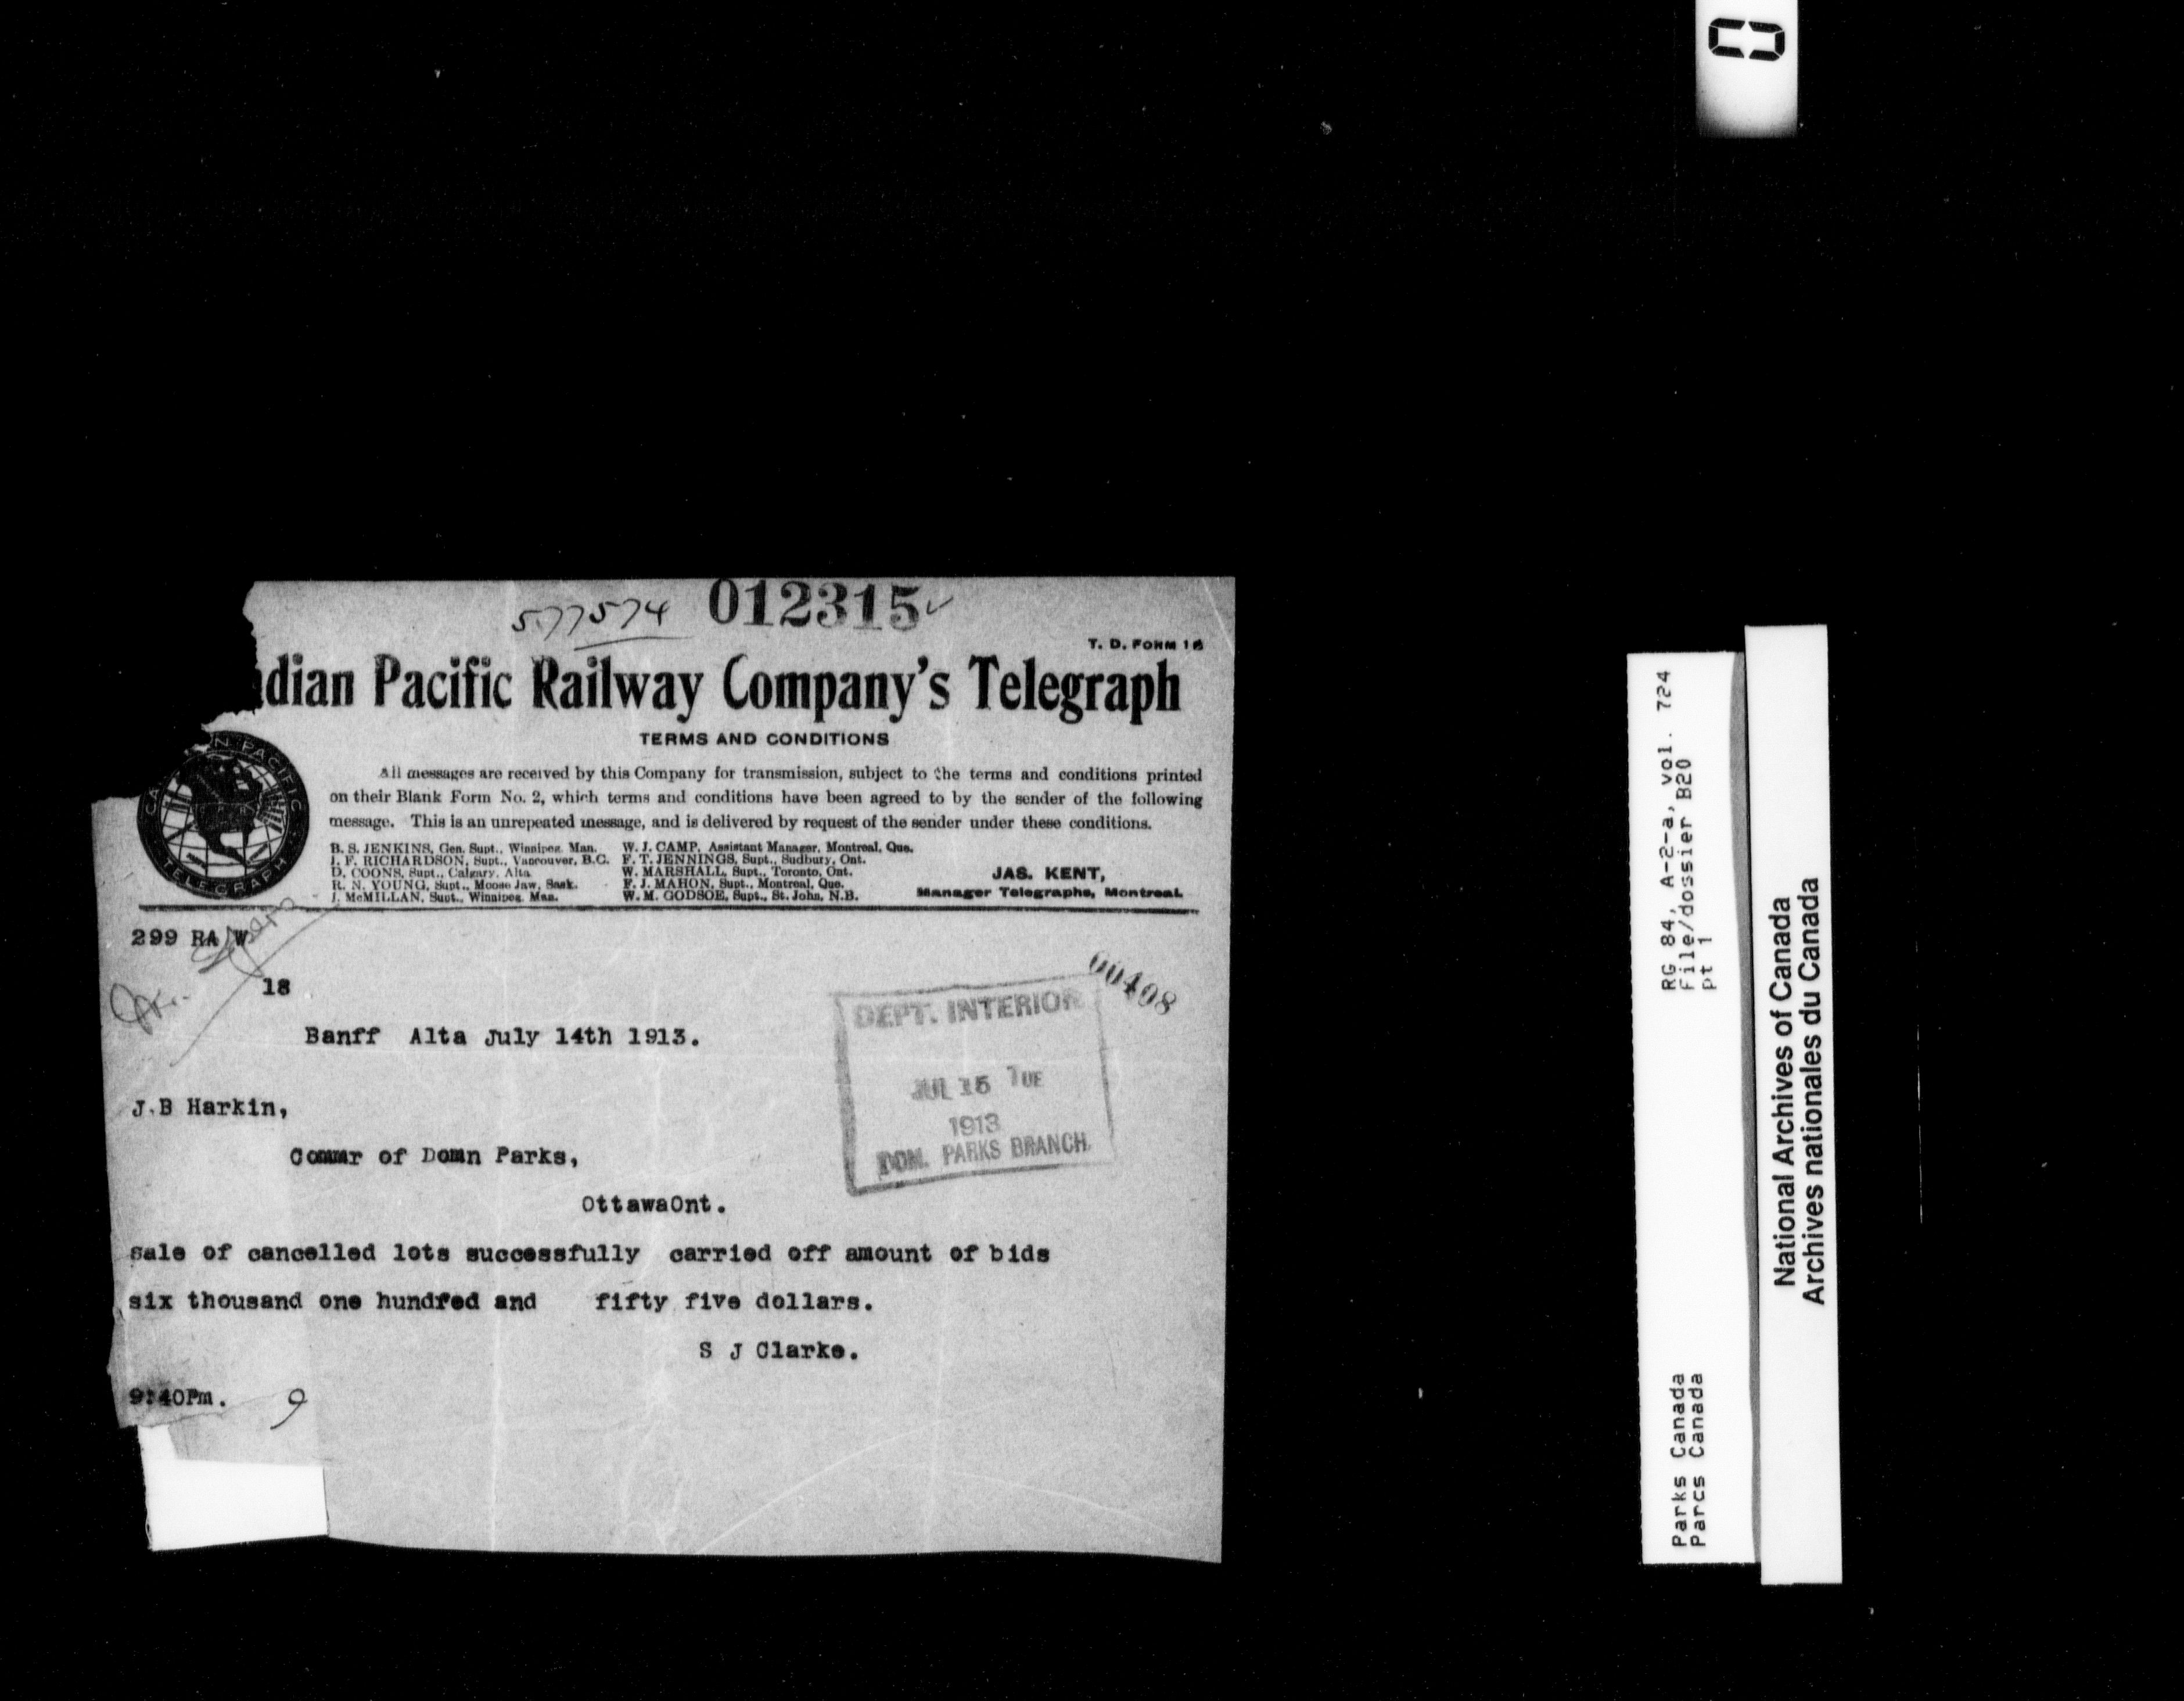 577574 012315 ✓
T. D. FORM 1
dian Pacific Railway Company's Telegraph
TERMS AND CONDITIONS
All messages are received by this Company for transmission, subject to the terms and conditions printed
on their Blank Form No. 2, which terms and conditions have been agreed to by the sender of the following
message. This is an unrepeated message, and is delivered by request of the sender under these conditions.
CA N PACIFIC
TELEGRAPH
B. S. JENKINS, Gen. Supt., Winnipeg, Man.
J. F. RICHARDSON, Supt., Vancouver, B.C.
D. COONS, Supt., Calgary, Alta.
R. N. YOUNG, Supt., Moose Jaw, Sask.
J. McMILLAN, Supt., Winnipeg, Man.
W. J. CAMP, Assistant Manager, Montreal, Que.
F. T. JENNINGS, Supt., Sudbury, Ont.
W. MARSHALL, Supt., Toronto, Ont.
F. J. MAHON, Supt., Montreal, Que.
W. M. GODSOE, Supt., St. John, N.B.
JAS. KENT,
Manager Telegraphs, Montreal.
299 RA W
18
00408
Banff Alta July 14th 1913.
DEPT. INTERIOR
JUL 15 TUE
1913
DOM. PARKS BRANCH
J.B Harkin,
Commr of Domn Parks,
OttawaOnt.
sale of cancelled lots successfully carried off amount of bids
six thousand one hundred and fifty five dollars.
S J Clarke.
9:40Pm. 9
RG 84, A-2-a, vol. 724
File/dossier B20
pt 1
Parks Canada
Parcs Canada
National Archives of Canada
Archives nationales du Canada